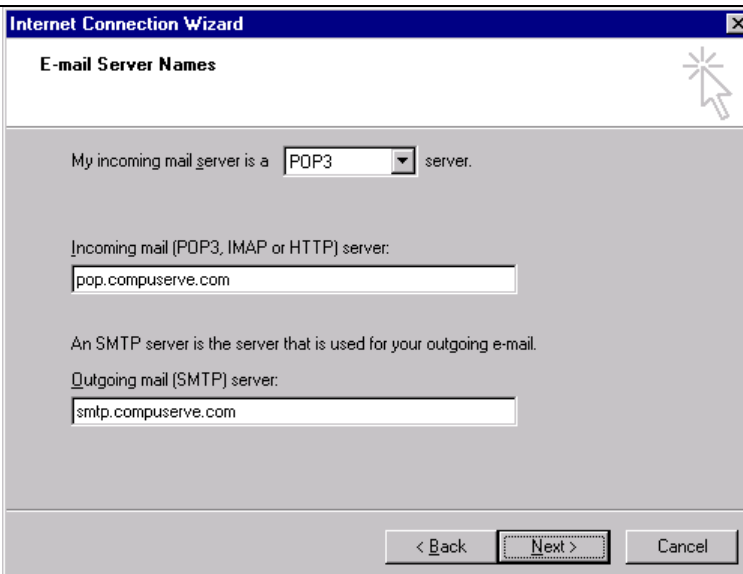 Internet Connection Wizard
E-mail Server Names
My incoming mail server is a POP3 server.
Incoming mail (POP3, IMAP or HTTP) server:
pop.compuserve.com
An SMTP server is the server that is used for your outgoing e-mail.
Outgoing mail (SMTP) server:
smtp.compuserve.com
< Back Next > Cancel